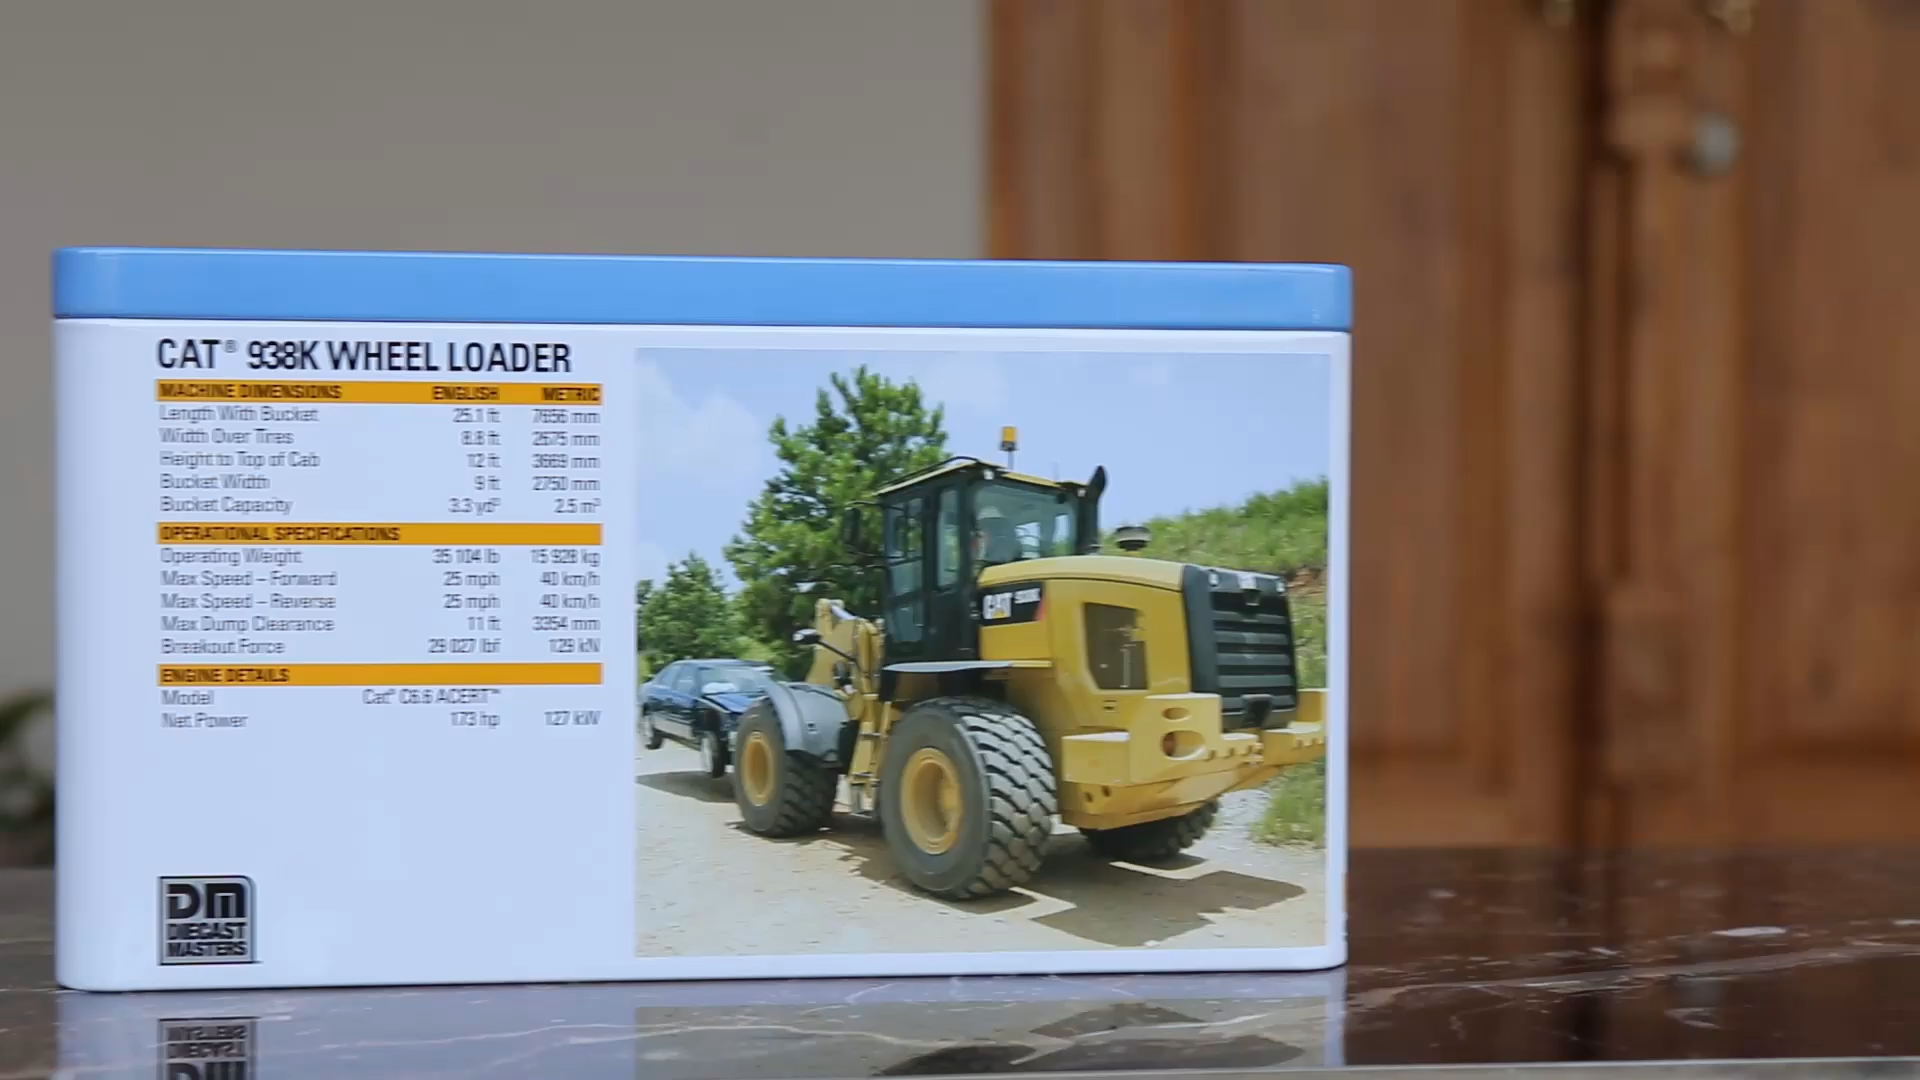 CAT® 938K WHEEL LOADER
MACHINE DIMENSIONS ENGLISH METRIC
Length With Bucket 25.1 ft 7656 mm
Width Over Tires 8.8 ft 2675 mm
Height to Top of Cab 12 ft 3669 mm
Bucket Width 9 ft 2750 mm
Bucket Capacity 3.3 yd³ 2.5 m³
OPERATIONAL SPECIFICATIONS
Operating Weight 35 104 lb 15 928 kg
Max Speed – Forward 25 mph 40 km/h
Max Speed – Reverse 25 mph 40 km/h
Max Dump Clearance 11 ft 3354 mm
Breakout Force 29 027 lbf 129 kN
ENGINE DETAILS
Model Cat® C6.6 ACERT™
Net Power 173 hp 127 kW
CAT 938K
DM
DIECAST
MASTERS